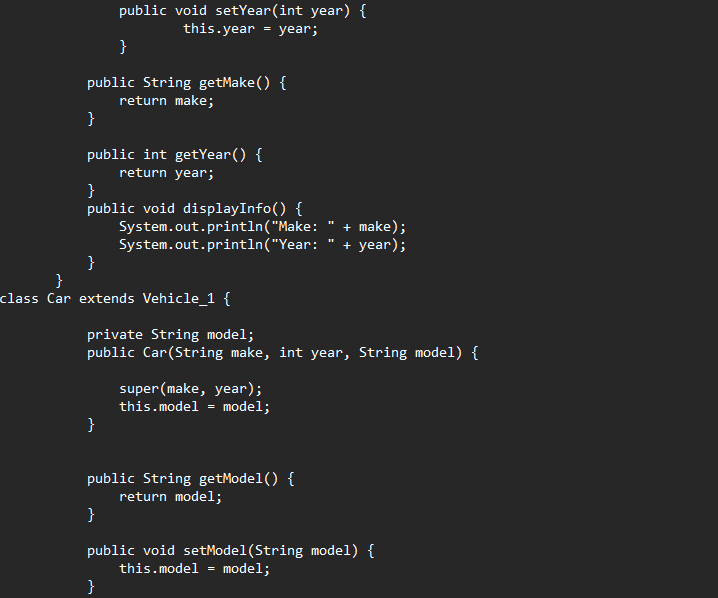 public void setYear(int year) {
this.year = year;
}
public String getMake() {
return make;
}
public int getYear() {
return year;
}
public void displayInfo() {
System.out.println("Make: " + make);
System.out.println("Year: " + year);
}
}
class Car extends Vehicle_1 {
private String model;
public Car(String make, int year, String model) {
super(make, year);
this.model = model;
}
public String getModel() {
return model;
}
public void setModel(String model) {
this.model = model;
}